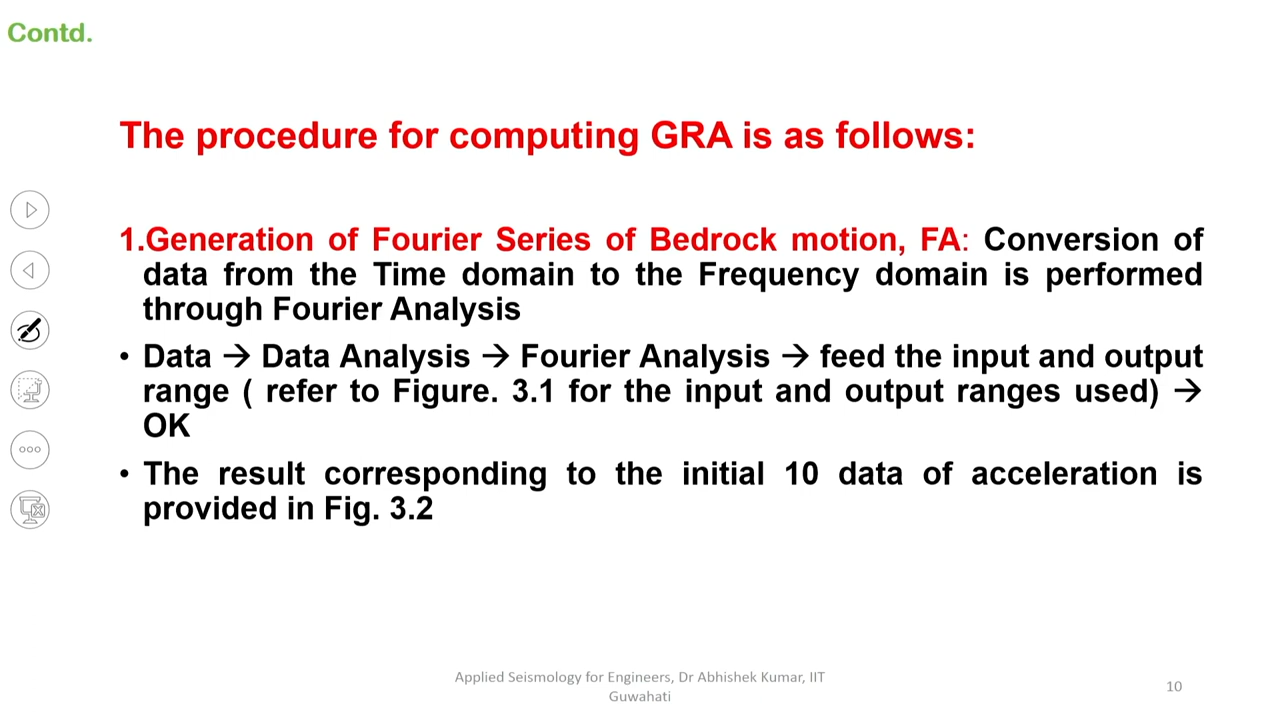 Contd.
The procedure for computing GRA is as follows:
1.Generation of Fourier Series of Bedrock motion, FA: Conversion of
data from the Time domain to the Frequency domain is performed
through Fourier Analysis
• Data → Data Analysis → Fourier Analysis → feed the input and output
range ( refer to Figure. 3.1 for the input and output ranges used) →
OK
• The result corresponding to the initial 10 data of acceleration is
provided in Fig. 3.2
Applied Seismology for Engineers, Dr Abhishek Kumar, IIT
Guwahati
10